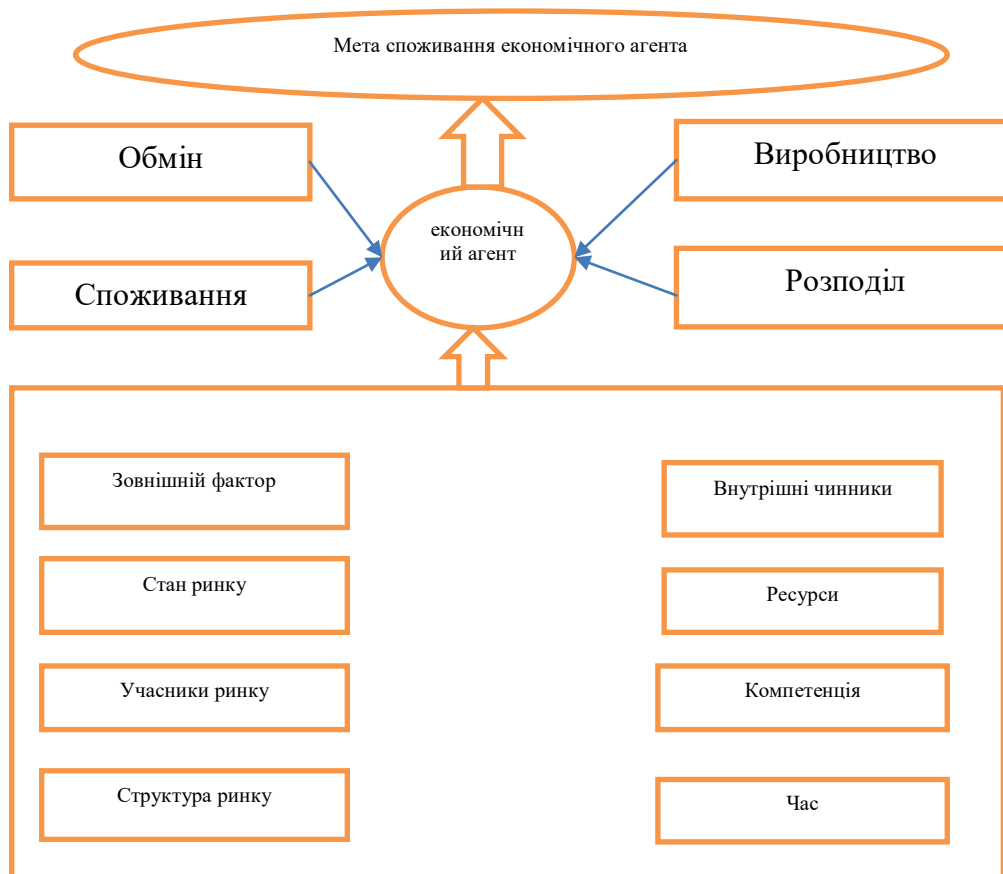 Мета споживання економічного агента
Обмін
Виробництво
економічн
ий агент
Споживання
Розподіл
Зовнішній фактор
Внутрішні чинники
Стан ринку
Ресурси
Учасники ринку
Компетенція
Структура ринку
Час